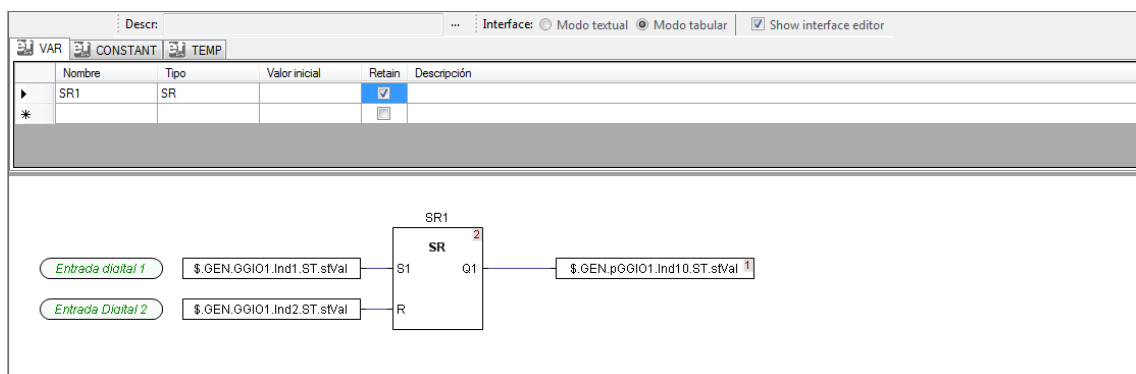 Descr: ... Interface: Modo textual Modo tabular Show interface editor
VAR CONSTANT TEMP
Nombre Tipo Valor inicial Retain Descripción
SR1 SR
SR1
2
SR
Entrada digital 1 $.GEN.GGIO1.Ind1.ST.stVal S1 Q1 $.GEN.pGGIO1.Ind10.ST.stVal 1
Entrada Digital 2 $.GEN.GGIO1.Ind2.ST.stVal R